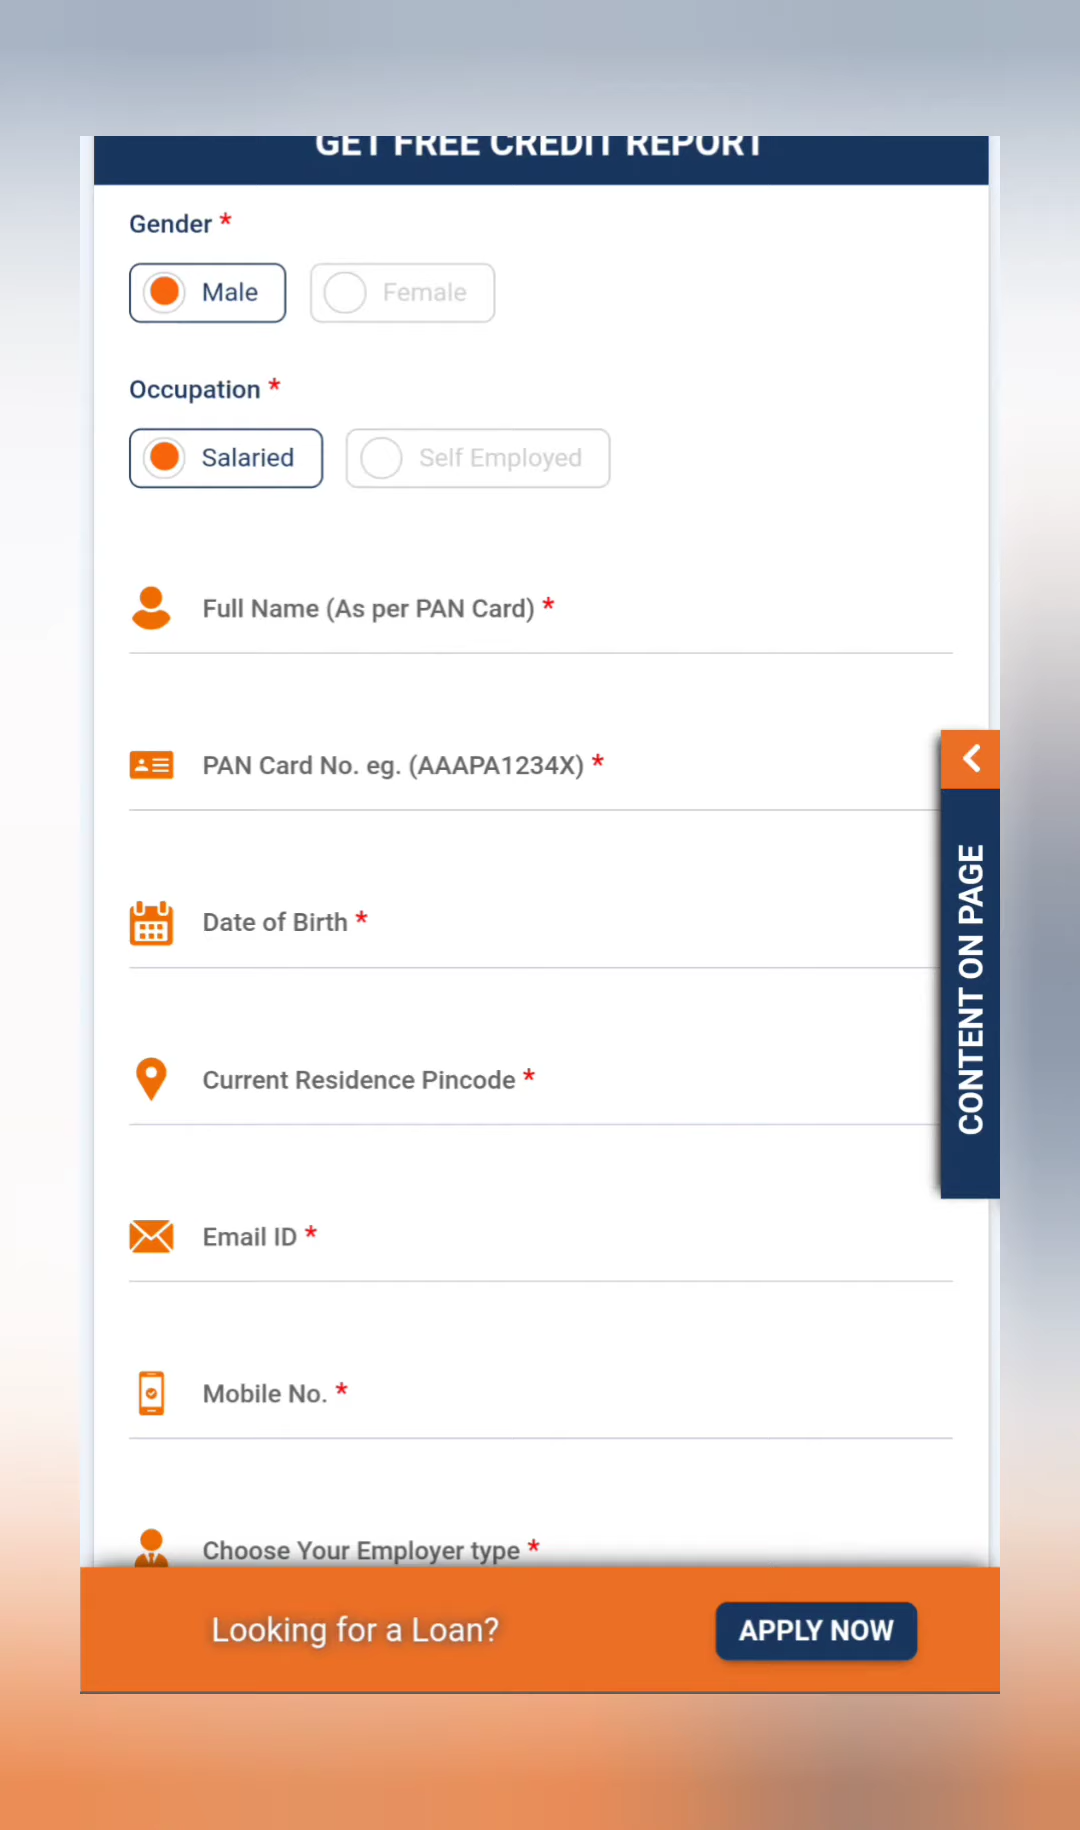 GET FREE CREDIT REPORT
Gender *
Male
Female
Occupation *
Salaried
Self Employed
Full Name (As per PAN Card) *
PAN Card No. eg. (AAAPA1234X) *
Date of Birth *
Current Residence Pincode *
CONTENT ON PAGE
Email ID *
Mobile No. *
Choose Your Employer type *
Looking for a Loan?
APPLY NOW